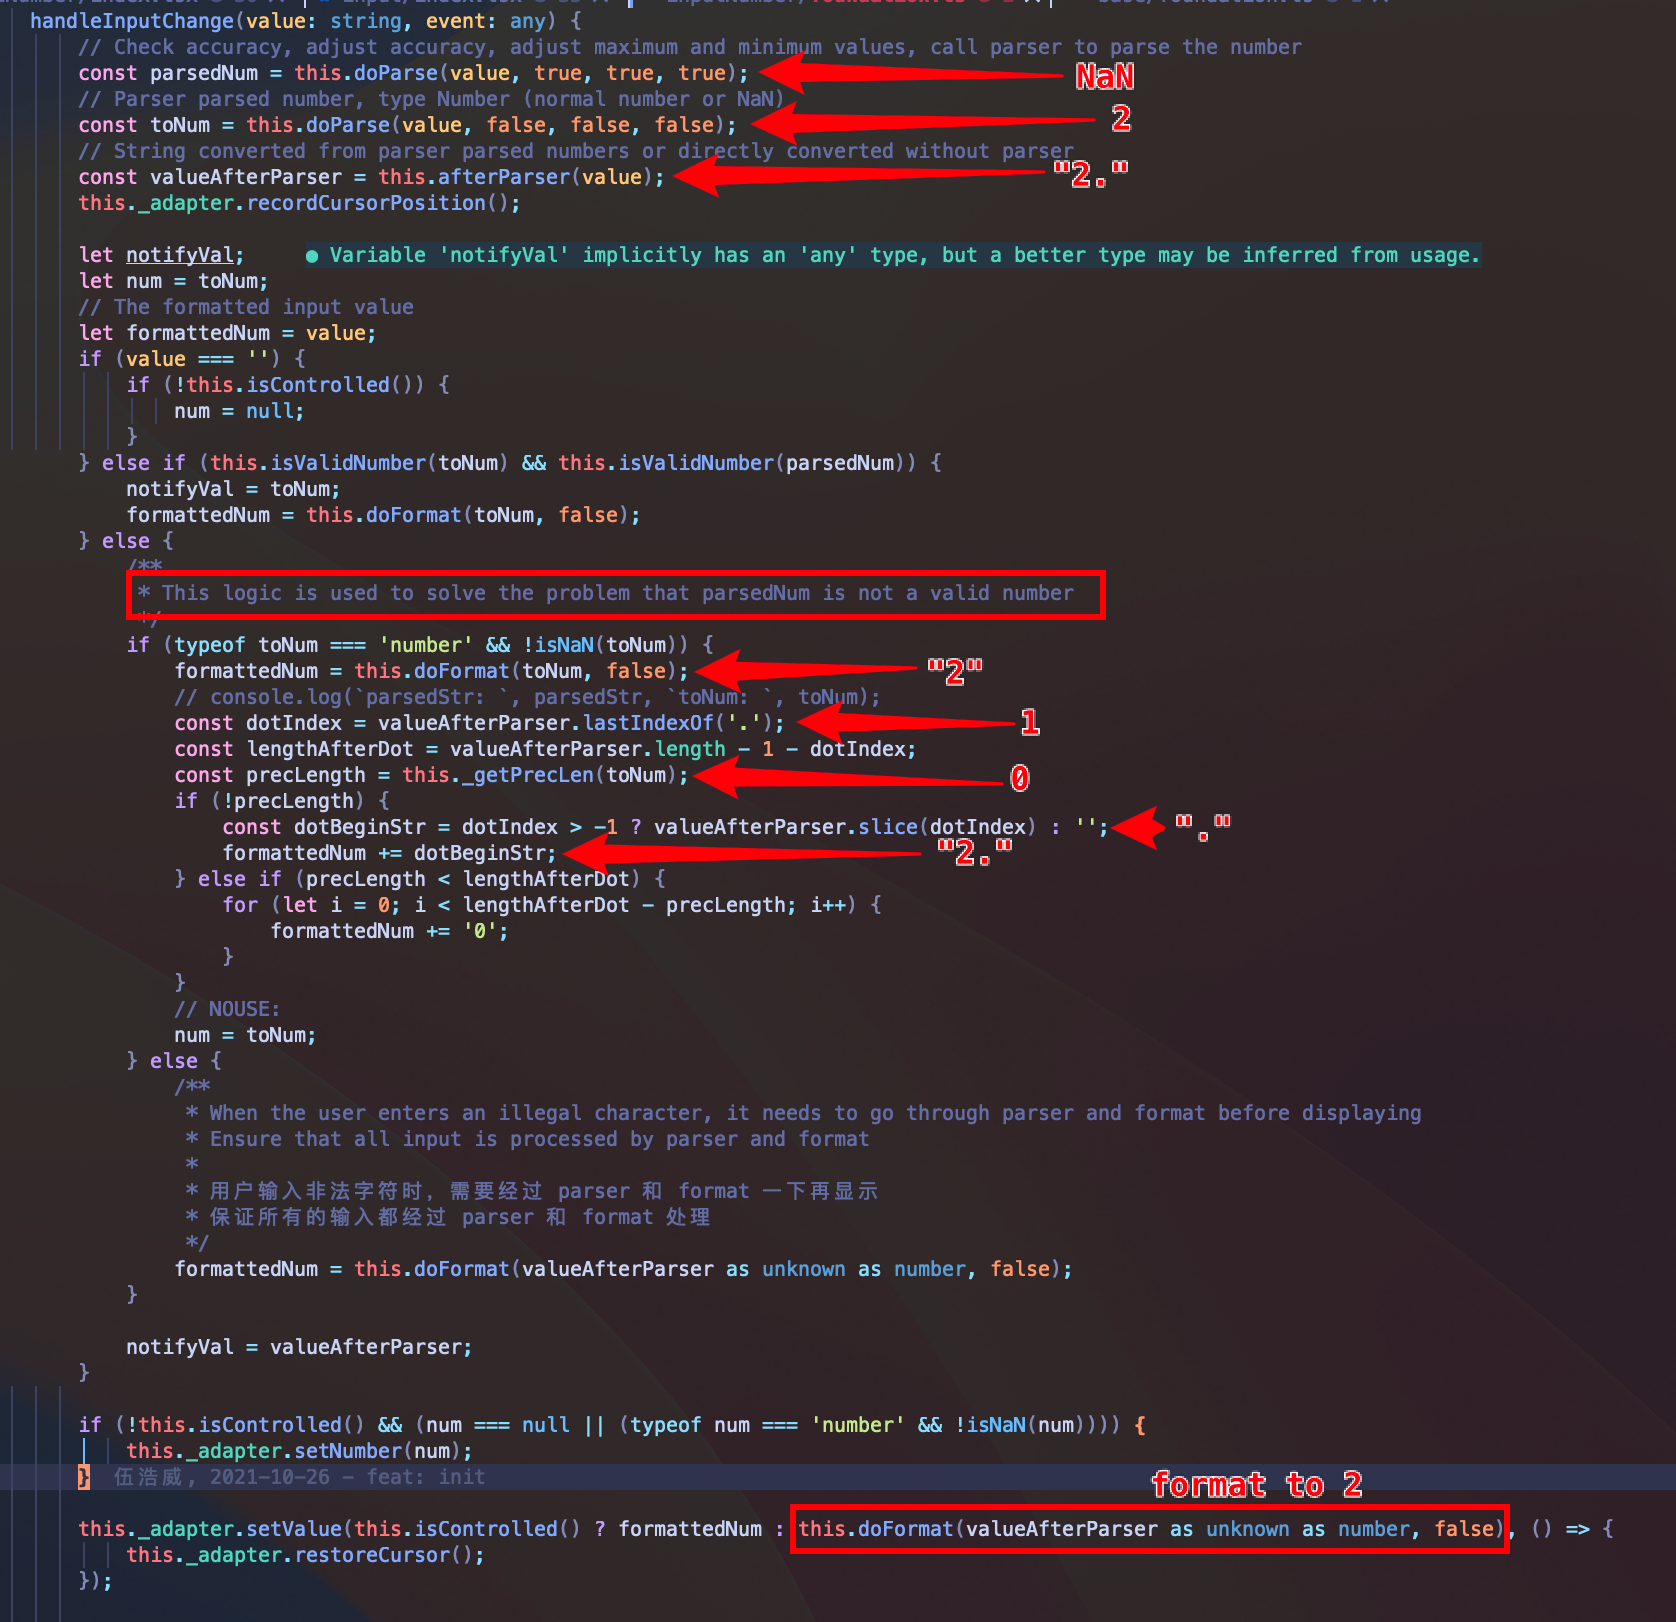 handleInputChange(value: string, event: any) {
// Check accuracy, adjust accuracy, adjust maximum and minimum values, call parser to parse the number
const parsedNum = this.doParse(value, true, true, true);
NaN
// Parser parsed number, type Number (normal number or NaN)
const toNum = this.doParse(value, false, false, false);
2
// String converted from parser parsed numbers or directly converted without parser
const valueAfterParser = this.afterParser(value);
"2."
this._adapter.recordCursorPosition();
let notifyVal; ● Variable 'notifyVal' implicitly has an 'any' type, but a better type may be inferred from usage.
let num = toNum;
// The formatted input value
let formattedNum = value;
if (value === '') {
if (!this.isControlled()) {
num = null;
}
} else if (this.isValidNumber(toNum) && this.isValidNumber(parsedNum)) {
notifyVal = toNum;
formattedNum = this.doFormat(toNum, false);
} else {
/**
* This logic is used to solve the problem that parsedNum is not a valid number
*/
if (typeof toNum === 'number' && !isNaN(toNum)) {
formattedNum = this.doFormat(toNum, false);
"2"
// console.log(`parsedStr: `, parsedStr, `toNum: `, toNum);
const dotIndex = valueAfterParser.lastIndexOf('.');
1
const lengthAfterDot = valueAfterParser.length - 1 - dotIndex;
const precLength = this._getPrecLen(toNum);
0
if (!precLength) {
const dotBeginStr = dotIndex > -1 ? valueAfterParser.slice(dotIndex) : '';
"."
formattedNum += dotBeginStr;
"2."
} else if (precLength < lengthAfterDot) {
for (let i = 0; i < lengthAfterDot - precLength; i++) {
formattedNum += '0';
}
}
// NOUSE:
num = toNum;
} else {
/**
* When the user enters an illegal character, it needs to go through parser and format before displaying
* Ensure that all input is processed by parser and format
*
* 用户输入非法字符时, 需要经过 parser 和 format 一下再显示
* 保证所有的输入都经过 parser 和 format 处理
*/
formattedNum = this.doFormat(valueAfterParser as unknown as number, false);
}
notifyVal = valueAfterParser;
}
if (!this.isControlled() && (num === null || (typeof num === 'number' && !isNaN(num)))) {
this._adapter.setNumber(num);
} 伍浩威, 2021-10-26 - feat: init
format to 2
this._adapter.setValue(this.isControlled() ? formattedNum : this.doFormat(valueAfterParser as unknown as number, false), () => {
this._adapter.restoreCursor();
});